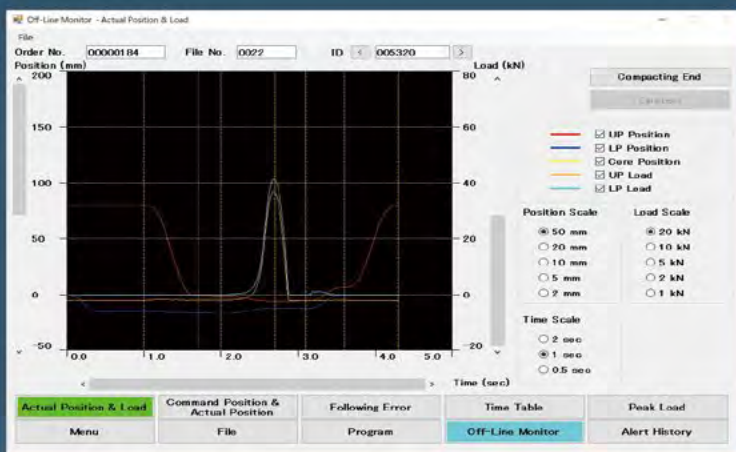 Off-Line Monitor - Actual Position & Load
File
Order No. 00000184 File No. 0022 ID < 005320 >
Position (mm) Load (kN)
200 80
150 60
100 40
50 20
0 0
-50 -20
0.0 1.0 2.0 3.0 4.0 5.0
Time (sec)
Compacting End
UP Position
LP Position
Core Position
UP Load
LP Load
Position Scale Load Scale
50 mm 20 kN
20 mm 10 kN
10 mm 5 kN
5 mm 2 kN
2 mm 1 kN
Time Scale
2 sec
1 sec
0.5 sec
Actual Position & Load Command Position & Actual Position Following Error Time Table Peak Load
Menu File Program Off-Line Monitor Alert History